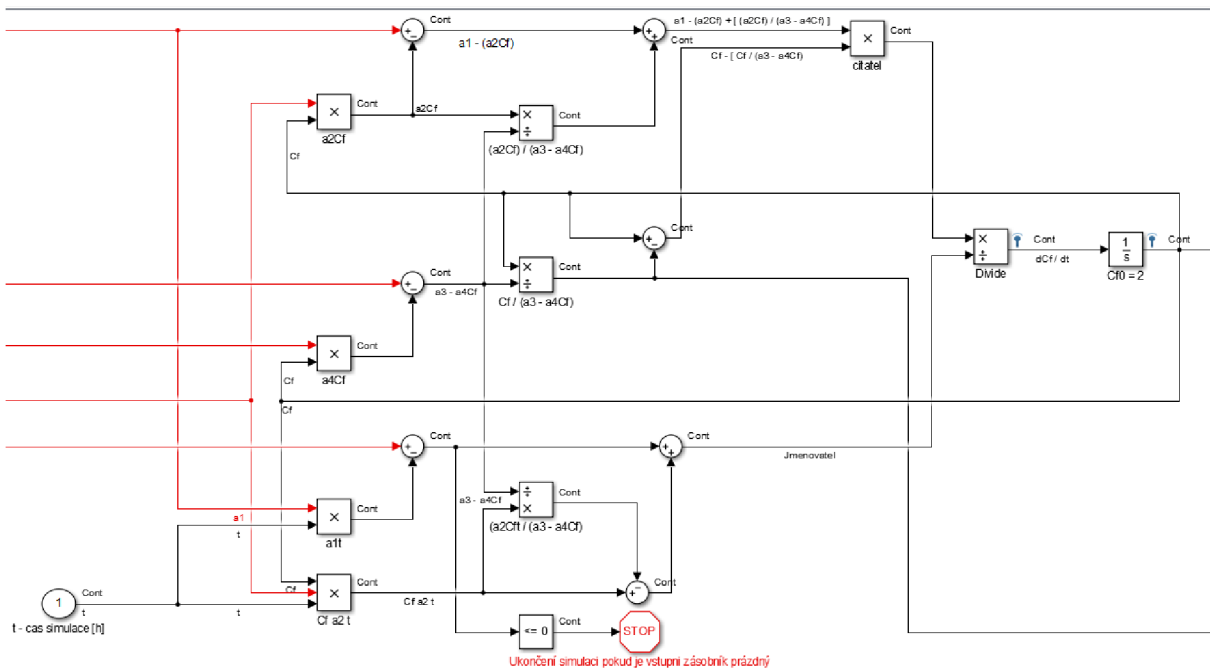 Cont
Cont
a1 - (a2Cf) + [ (a2Cf) / (a3 - a4Cf) ]
Cont
Cont
a1 - (a2Cf)
Cf - [ Cf / (a3 - a4Cf)
citatel
Cont
a2Cf
Cont
a2Cf
(a2Cf) / (a3 - a4Cf)
Cf
Cont
Cont
Cont
Cont
dCf / dt
Divide
1
s
Cf0 = 2
Cont
a3 - a4Cf
Cont
Cf / (a3 - a4Cf)
Cont
a4Cf
Cf
Cf
Cont
Cont
Jmenovatel
a3 - a4Cf
Cont
(a2Cft / (a3 - a4Cf)
Cont
a1
t
a1t
Cont
Cf
Cont
Cf a2 t
Cont
1
t
t
t - cas simulace [h]
Cf a2 t
<= 0
Cont
STOP
Ukončení simulaci pokud je vstupni zásobník prázdný